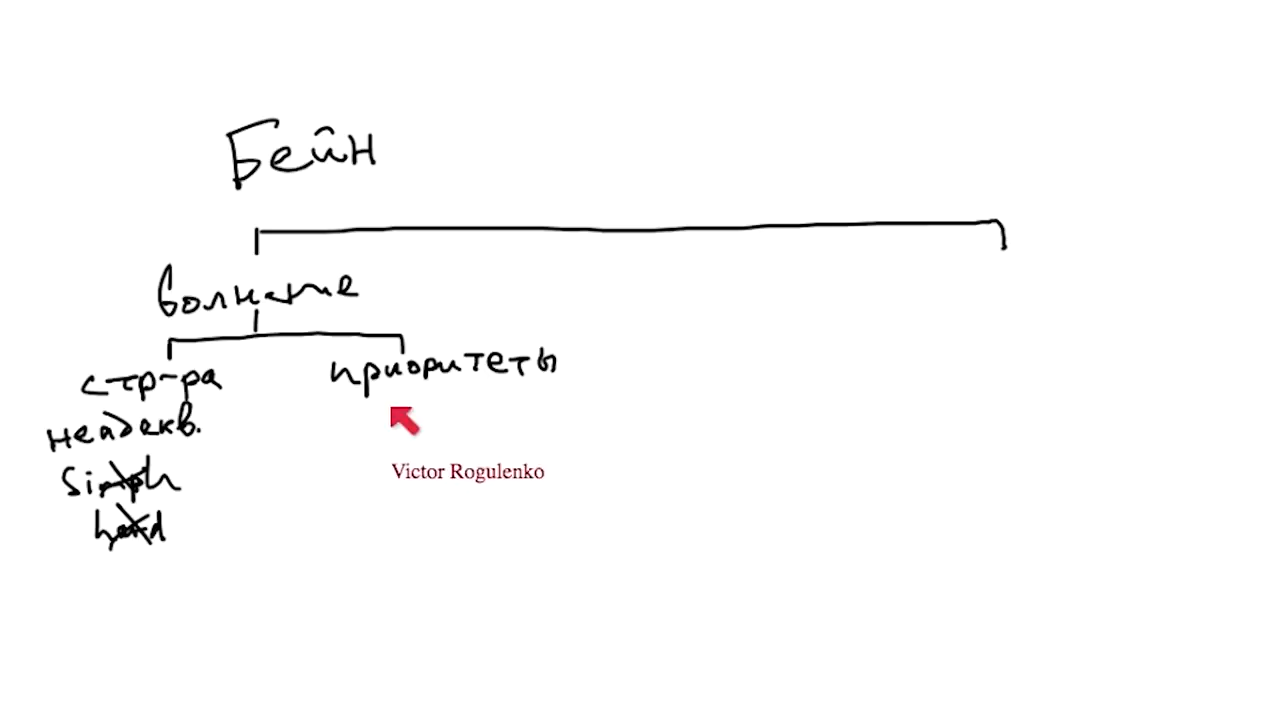 Бейн
волнение
стр-ра
приоритеты
неадекв.
Victor Rogulenko